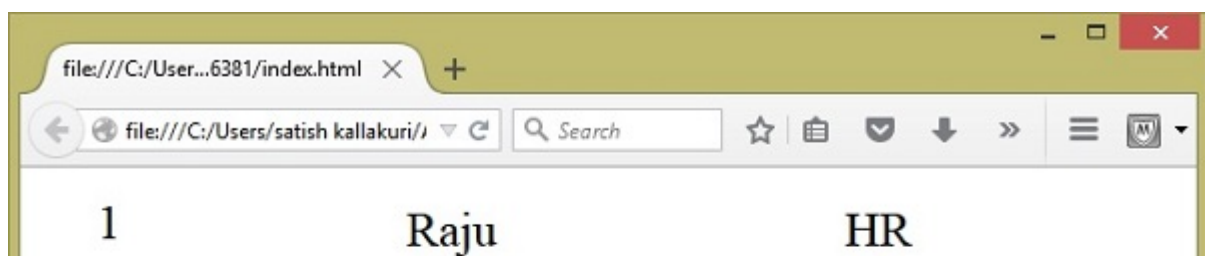 file:///C:/User...6381/index.html
file:///C:/Users/satish kallakuri// Search
1 Raju HR